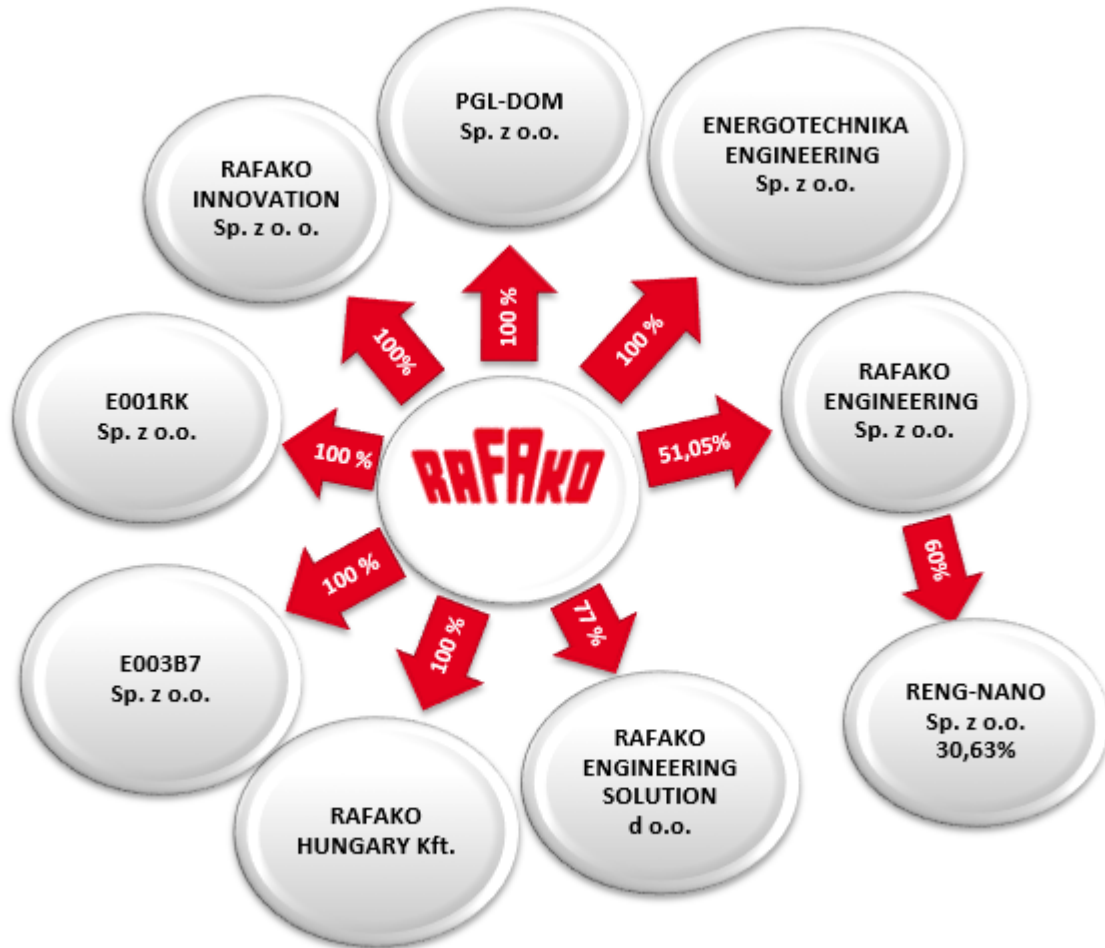 PGL-DOM
Sp. z o.o.
ENERGOTECHNIKA
ENGINEERING
Sp. z o.o.
RAFAKO
INNOVATION
Sp. z o. o.
100%
100 %
100 %
E001RK
Sp. z o.o.
100 %
RAFAKO
51,05%
RAFAKO
ENGINEERING
Sp. z o.o.
60%
E003B7
Sp. z o.o.
100 %
100 %
77 %
RAFAKO
HUNGARY Kft.
RAFAKO
ENGINEERING
SOLUTION
d o.o.
RENG-NANO
Sp. z o.o.
30,63%